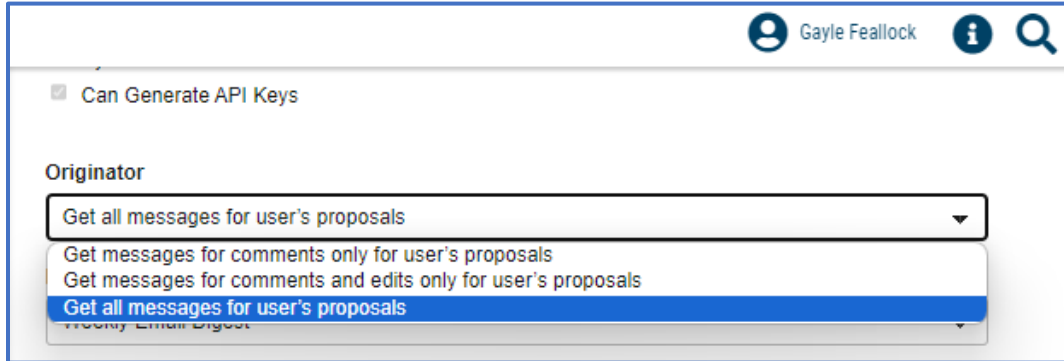 Gayle Feallock
Can Generate API Keys
Originator
Get all messages for user’s proposals
Get messages for comments only for user’s proposals
Get messages for comments and edits only for user’s proposals
Get all messages for user’s proposals
Weekly Email Digest